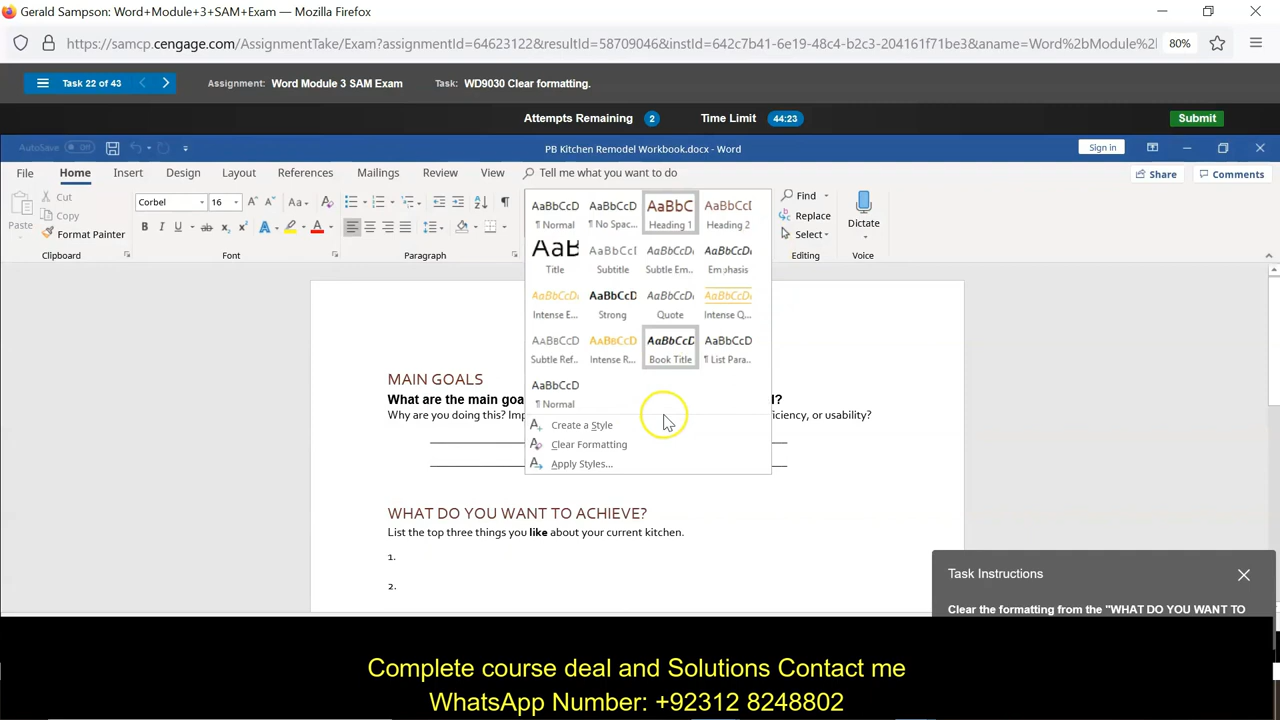 Gerald Sampson: Word+Module+3+SAM+Exam — Mozilla Firefox
https://samcp.cengage.com/AssignmentTake/Exam?assignmentId=64623122&resultId=58709046&instId=642c7b41-6e19-48c4-b2c3-204161f71be3&aname=Word%2bModule%2
80%
Task 22 of 43
Assignment: Word Module 3 SAM Exam
Task: WD9030 Clear formatting.
Attempts Remaining 2
Time Limit 44:23
Submit
AutoSave Off
PB Kitchen Remodel Workbook.docx - Word
Sign in
File Home Insert Design Layout References Mailings Review View Tell me what you want to do
Share Comments
Paste
Cut
Copy
Format Painter
Clipboard
Corbel 16
Font
Paragraph
AaBbCcD AaBbCcD AaBbC AaBbCcI
¶ Normal ¶ No Spac... Heading 1 Heading 2
AaB AaBbCcI AaBbCcDi AaBbCcDi
Title Subtitle Subtle Em... Emphasis
AaBbCcDi AaBbCcD AaBbCcDi AaBbCcDi
Intense E... Strong Quote Intense Q...
AaBbCcD AaBbCcD AaBbCcD AaBbCcD
Subtle Ref... Intense R... Book Title ¶ List Para...
AaBbCcD
¶ Normal
Create a Style
Clear Formatting
Apply Styles...
Find
Replace
Select
Editing
Dictate
Voice
MAIN GOALS
What are the main goa
l?
Why are you doing this? Imp
iciency, or usability?
WHAT DO YOU WANT TO ACHIEVE?
List the top three things you like about your current kitchen.
1.
2.
Task Instructions
Clear the formatting from the "WHAT DO YOU WANT TO
Complete course deal and Solutions Contact me
WhatsApp Number: +92312 8248802